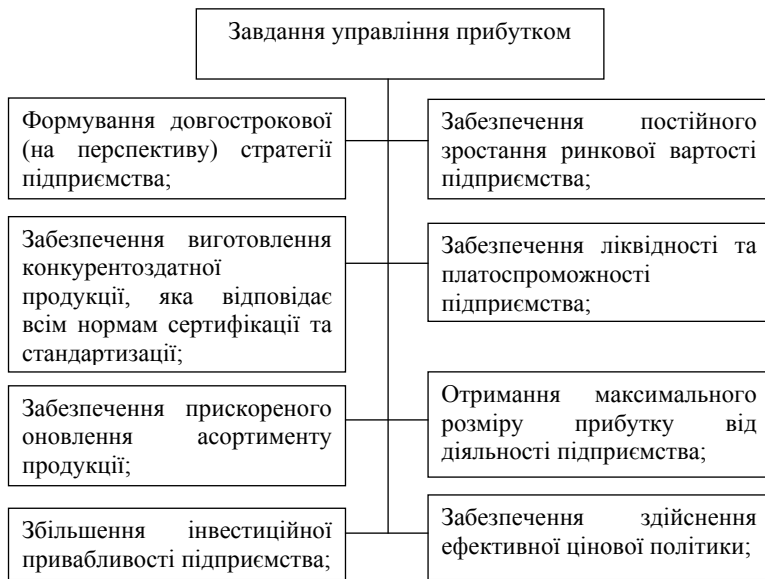 Завдання управління прибутком
Формування довгострокової
(на перспективу) стратегії
підприємства;
Забезпечення постійного
зростання ринкової вартості
підприємства;
Забезпечення виготовлення
конкурентоздатної
продукції, яка відповідає
всім нормам сертифікації та
стандартизації;
Забезпечення ліквідності та
платоспроможності
підприємства;
Забезпечення прискореного
оновлення асортименту
продукції;
Отримання максимального
розміру прибутку від
діяльності підприємства;
Збільшення інвестиційної
привабливості підприємства;
Забезпечення здійснення
ефективної цінової політики;